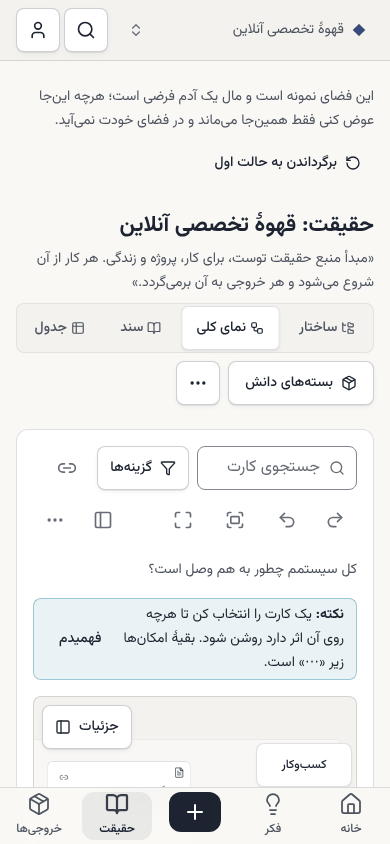 قهوهٔ تخصصی آنلاین
این فضای نمونه است و مال یک آدم فرضی است؛ هرچه این‌جا
عوض کنی فقط همین‌جا می‌ماند و در فضای خودت نمی‌آید.
برگرداندن به حالت اول
حقیقت: قهوهٔ تخصصی آنلاین
«مبدأ منبع حقیقت توست، برای کار، پروژه و زندگی. هر کار از آن
شروع می‌شود و هر خروجی به آن برمی‌گردد.»
ساختار نمای کلی سند جدول
بسته‌های دانش
جستجوی کارت گزینه‌ها
کل سیستمم چطور به هم وصل است؟
نکته: یک کارت را انتخاب کن تا هرچه
روی آن اثر دارد روشن شود. بقیهٔ امکان‌ها فهمیدم
زیر «···» است.
جزئیات
کسب‌وکار
خانه فکر حقیقت خروجی‌ها